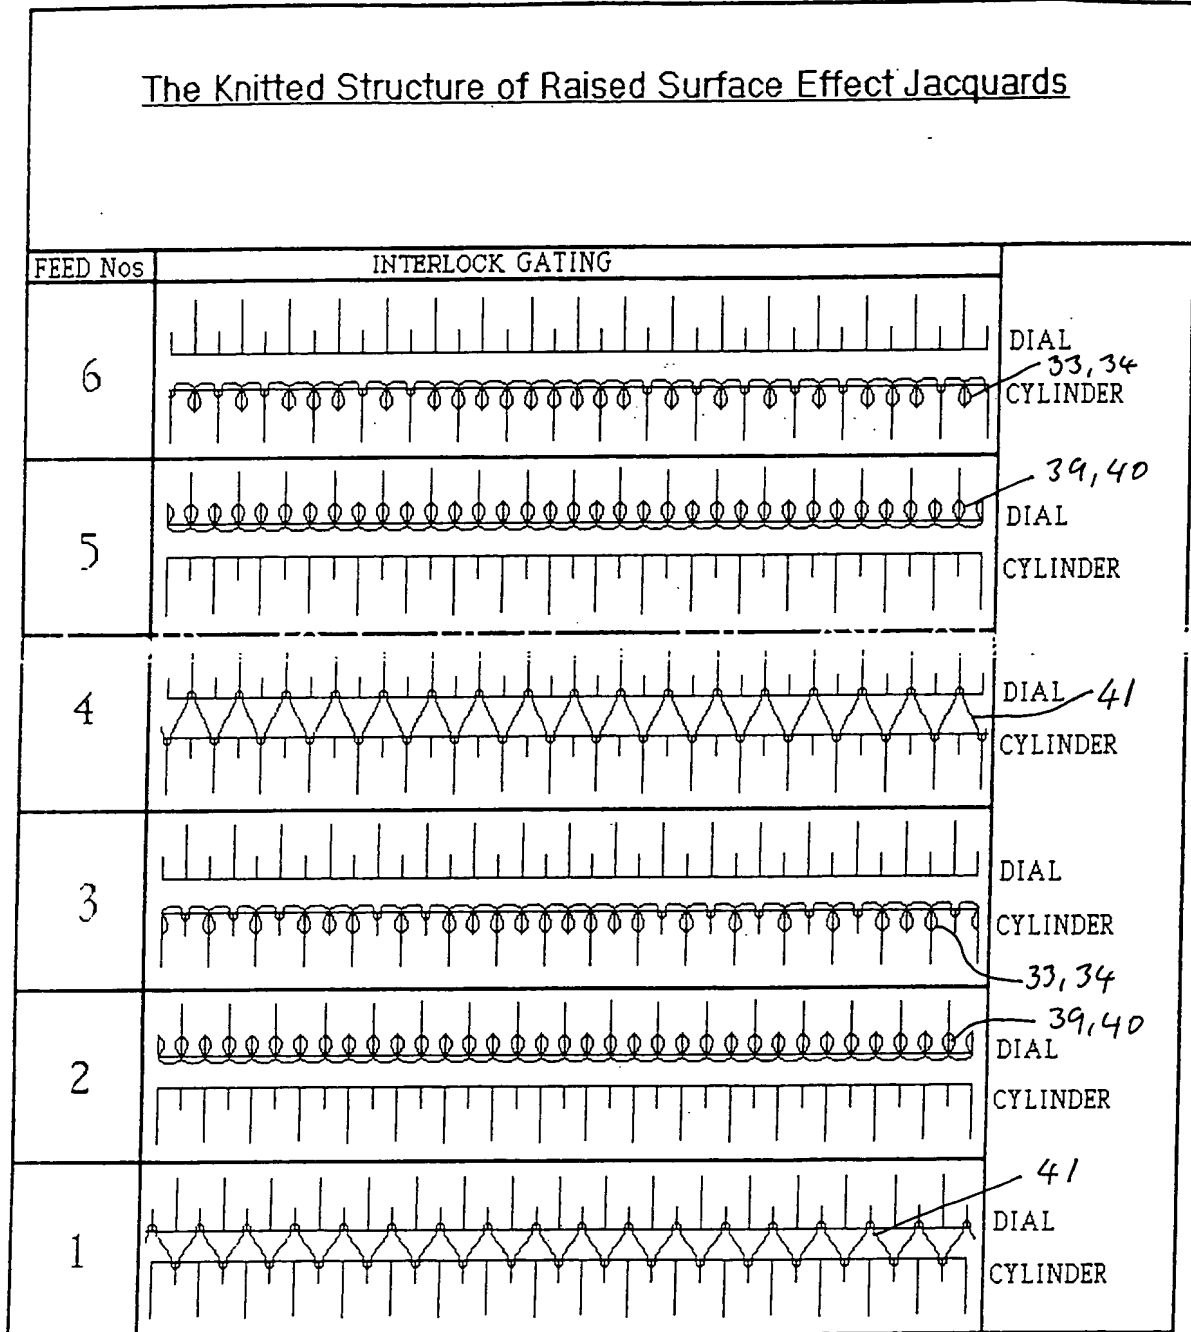 The Knitted Structure of Raised Surface Effect Jacquards
FEED Nos INTERLOCK GATING
6
DIAL
33,34
CYLINDER
5
39,40
DIAL
CYLINDER
4
DIAL 41
CYLINDER
3
DIAL
CYLINDER
33,34
2
39,40
DIAL
CYLINDER
1
41
DIAL
CYLINDER